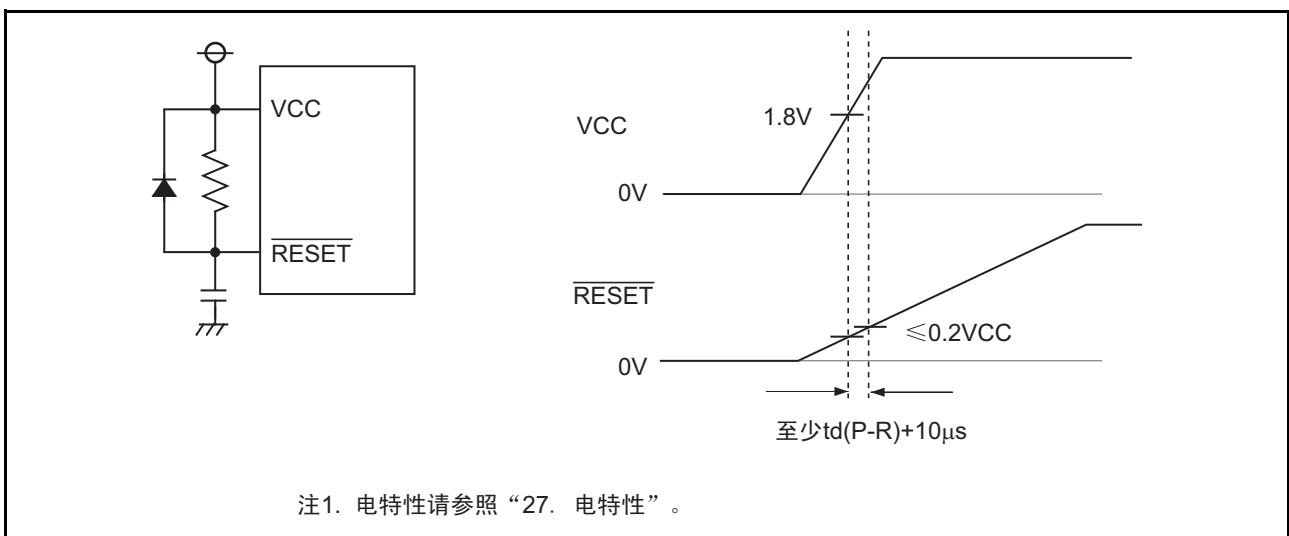 VCC
RESET
VCC
1.8V
0V
RESET
≤0.2VCC
0V
至少td(P-R)+10μs
注1. 电特性请参照“27. 电特性”。